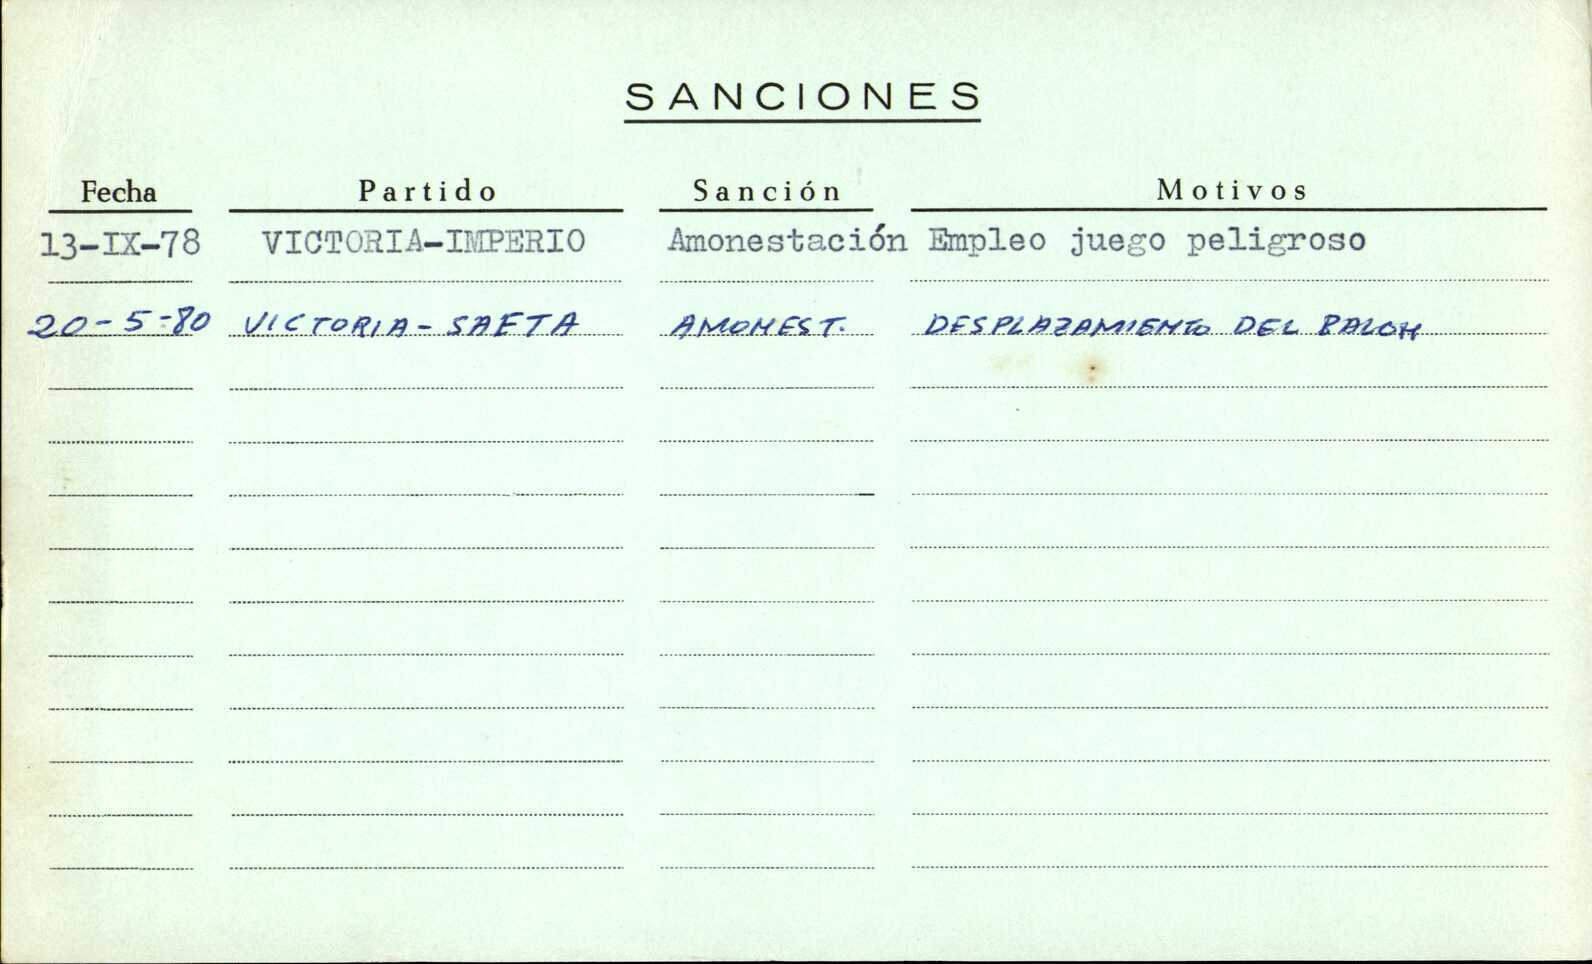 SANCIONES
Fecha Partido Sanción Motivos
13-IX-78 VICTORIA-IMPERIO Amonestación Empleo juego peligroso
20-5-80 VICTORIA - SAETA AMONEST. DESPLAZAMIENTO DEL BALON